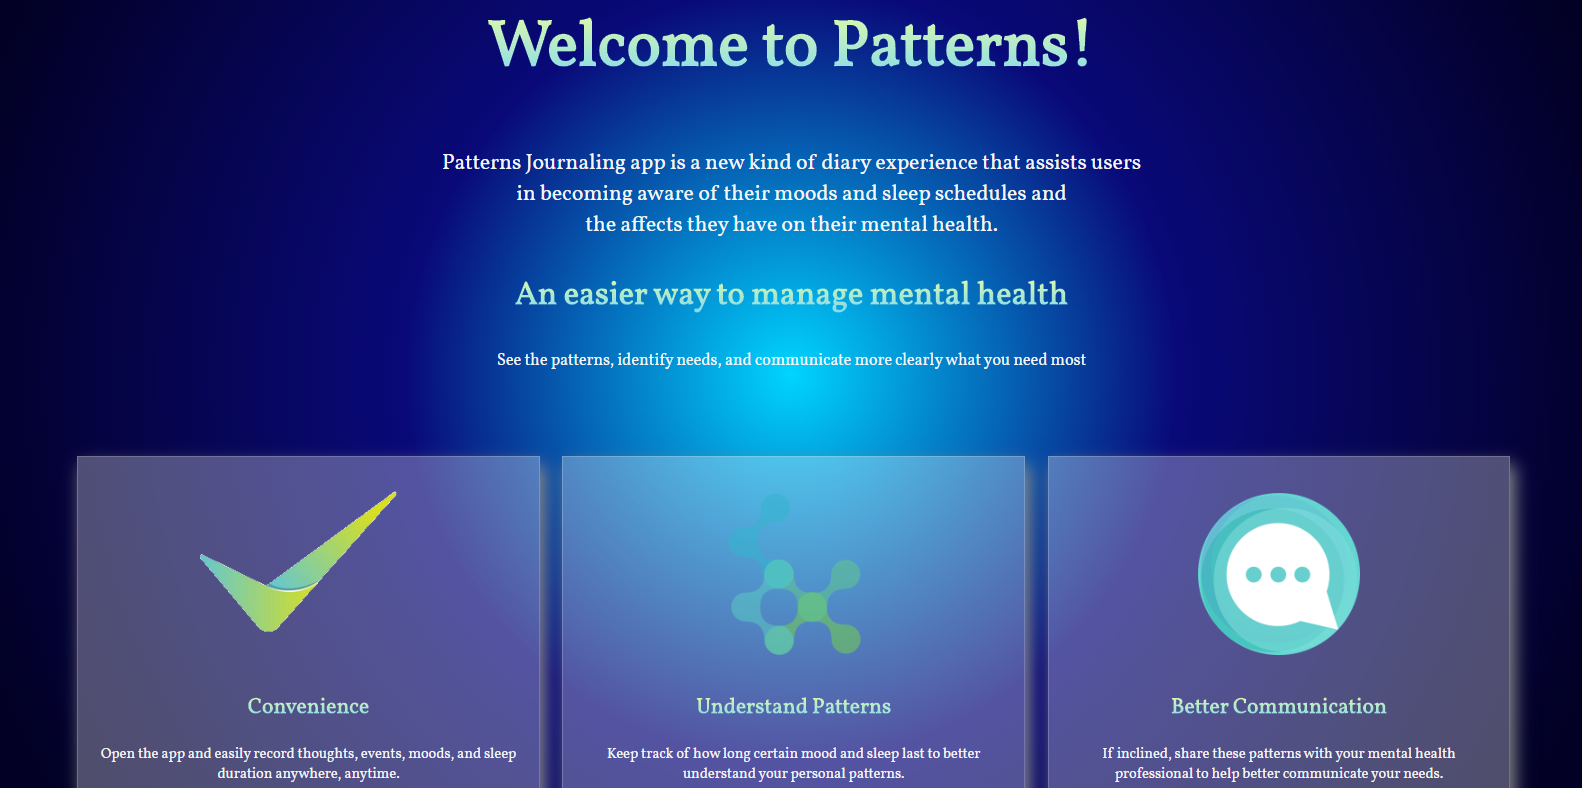 Welcome to Patterns!
Patterns Journaling app is a new kind of diary experience that assists users
in becoming aware of their moods and sleep schedules and
the affects they have on their mental health.
An easier way to manage mental health
See the patterns, identify needs, and communicate more clearly what you need most
Convenience
Open the app and easily record thoughts, events, moods, and sleep
duration anywhere, anytime.
Understand Patterns
Keep track of how long certain mood and sleep last to better
understand your personal patterns.
Better Communication
If inclined, share these patterns with your mental health
professional to help better communicate your needs.